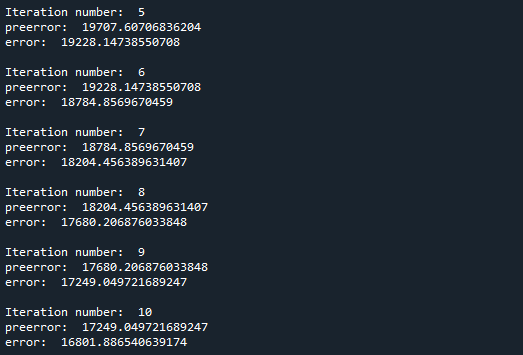 Iteration number:  5
preerror:  19707.60706836204
error:  19228.14738550708
Iteration number:  6
preerror:  19228.14738550708
error:  18784.8569670459
Iteration number:  7
preerror:  18784.8569670459
error:  18204.456389631407
Iteration number:  8
preerror:  18204.456389631407
error:  17680.206876033848
Iteration number:  9
preerror:  17680.206876033848
error:  17249.049721689247
Iteration number:  10
preerror:  17249.049721689247
error:  16801.886540639174